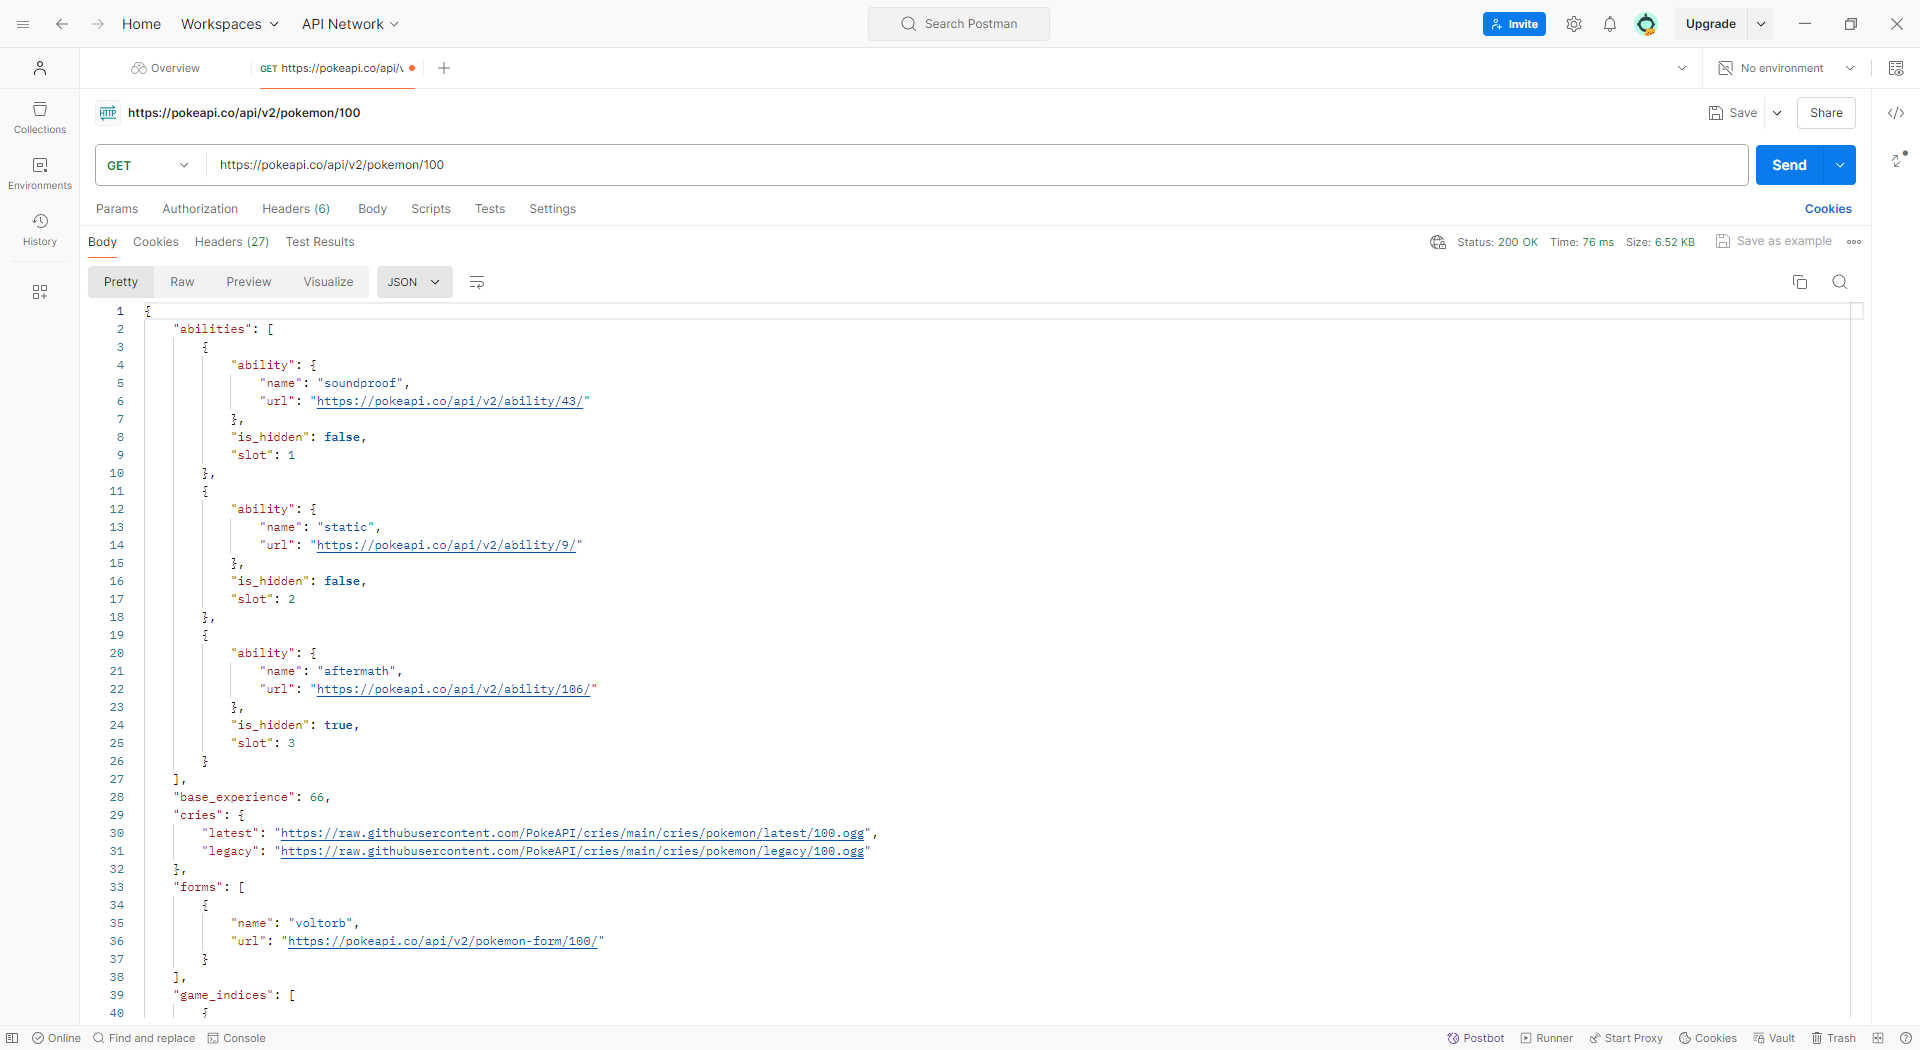 Home Workspaces API Network Search Postman Invite Upgrade
Overview GET https://pokeapi.co/api/v No environment
HTTP https://pokeapi.co/api/v2/pokemon/100 Save Share
Collections
GET https://pokeapi.co/api/v2/pokemon/100 Send
Environments
Params Authorization Headers (6) Body Scripts Tests Settings Cookies
History
Body Cookies Headers (27) Test Results Status: 200 OK Time: 76 ms Size: 6.52 KB Save as example
Pretty Raw Preview Visualize JSON
1 {
2 "abilities": [
3 {
4 "ability": {
5 "name": "soundproof",
6 "url": "https://pokeapi.co/api/v2/ability/43/"
7 },
8 "is_hidden": false,
9 "slot": 1
10 },
11 {
12 "ability": {
13 "name": "static",
14 "url": "https://pokeapi.co/api/v2/ability/9/"
15 },
16 "is_hidden": false,
17 "slot": 2
18 },
19 {
20 "ability": {
21 "name": "aftermath",
22 "url": "https://pokeapi.co/api/v2/ability/106/"
23 },
24 "is_hidden": true,
25 "slot": 3
26 }
27 ],
28 "base_experience": 66,
29 "cries": {
30 "latest": "https://raw.githubusercontent.com/PokeAPI/cries/main/cries/pokemon/latest/100.ogg",
31 "legacy": "https://raw.githubusercontent.com/PokeAPI/cries/main/cries/pokemon/legacy/100.ogg"
32 },
33 "forms": [
34 {
35 "name": "voltorb",
36 "url": "https://pokeapi.co/api/v2/pokemon-form/100/"
37 }
38 ],
39 "game_indices": [
40 {
Online Find and replace Console Postbot Runner Start Proxy Cookies Vault Trash